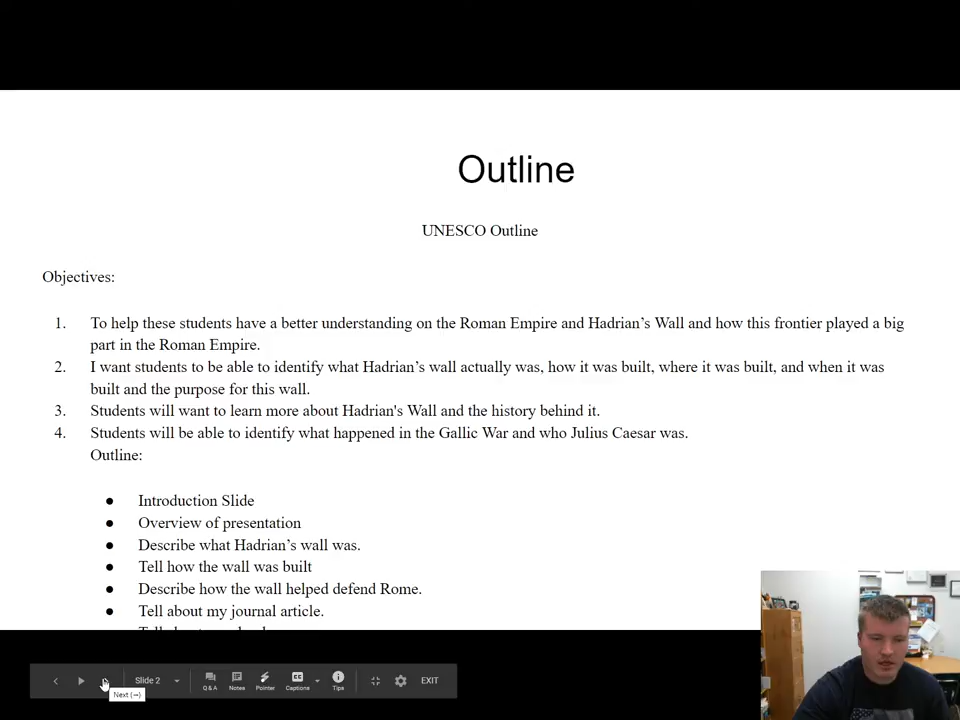 Outline
UNESCO Outline
Objectives:
1. To help these students have a better understanding on the Roman Empire and Hadrian’s Wall and how this frontier played a big
part in the Roman Empire.
2. I want students to be able to identify what Hadrian’s wall actually was, how it was built, where it was built, and when it was
built and the purpose for this wall.
3. Students will want to learn more about Hadrian's Wall and the history behind it.
4. Students will be able to identify what happened in the Gallic War and who Julius Caesar was.
Outline:
● Introduction Slide
● Overview of presentation
● Describe what Hadrian’s wall was.
● Tell how the wall was built
● Describe how the wall helped defend Rome.
● Tell about my journal article.
Slide 2
Q & A Notes Pointer Captions Tips EXIT
Next (→)